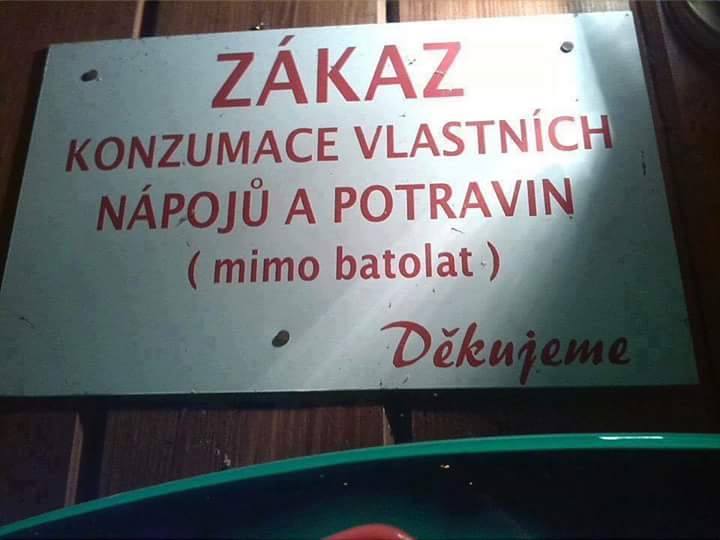 ZÁKAZ
KONZUMACE VLASTNÍCH
NÁPOJŮ A POTRAVIN
( mimo batolat )
Děkujeme